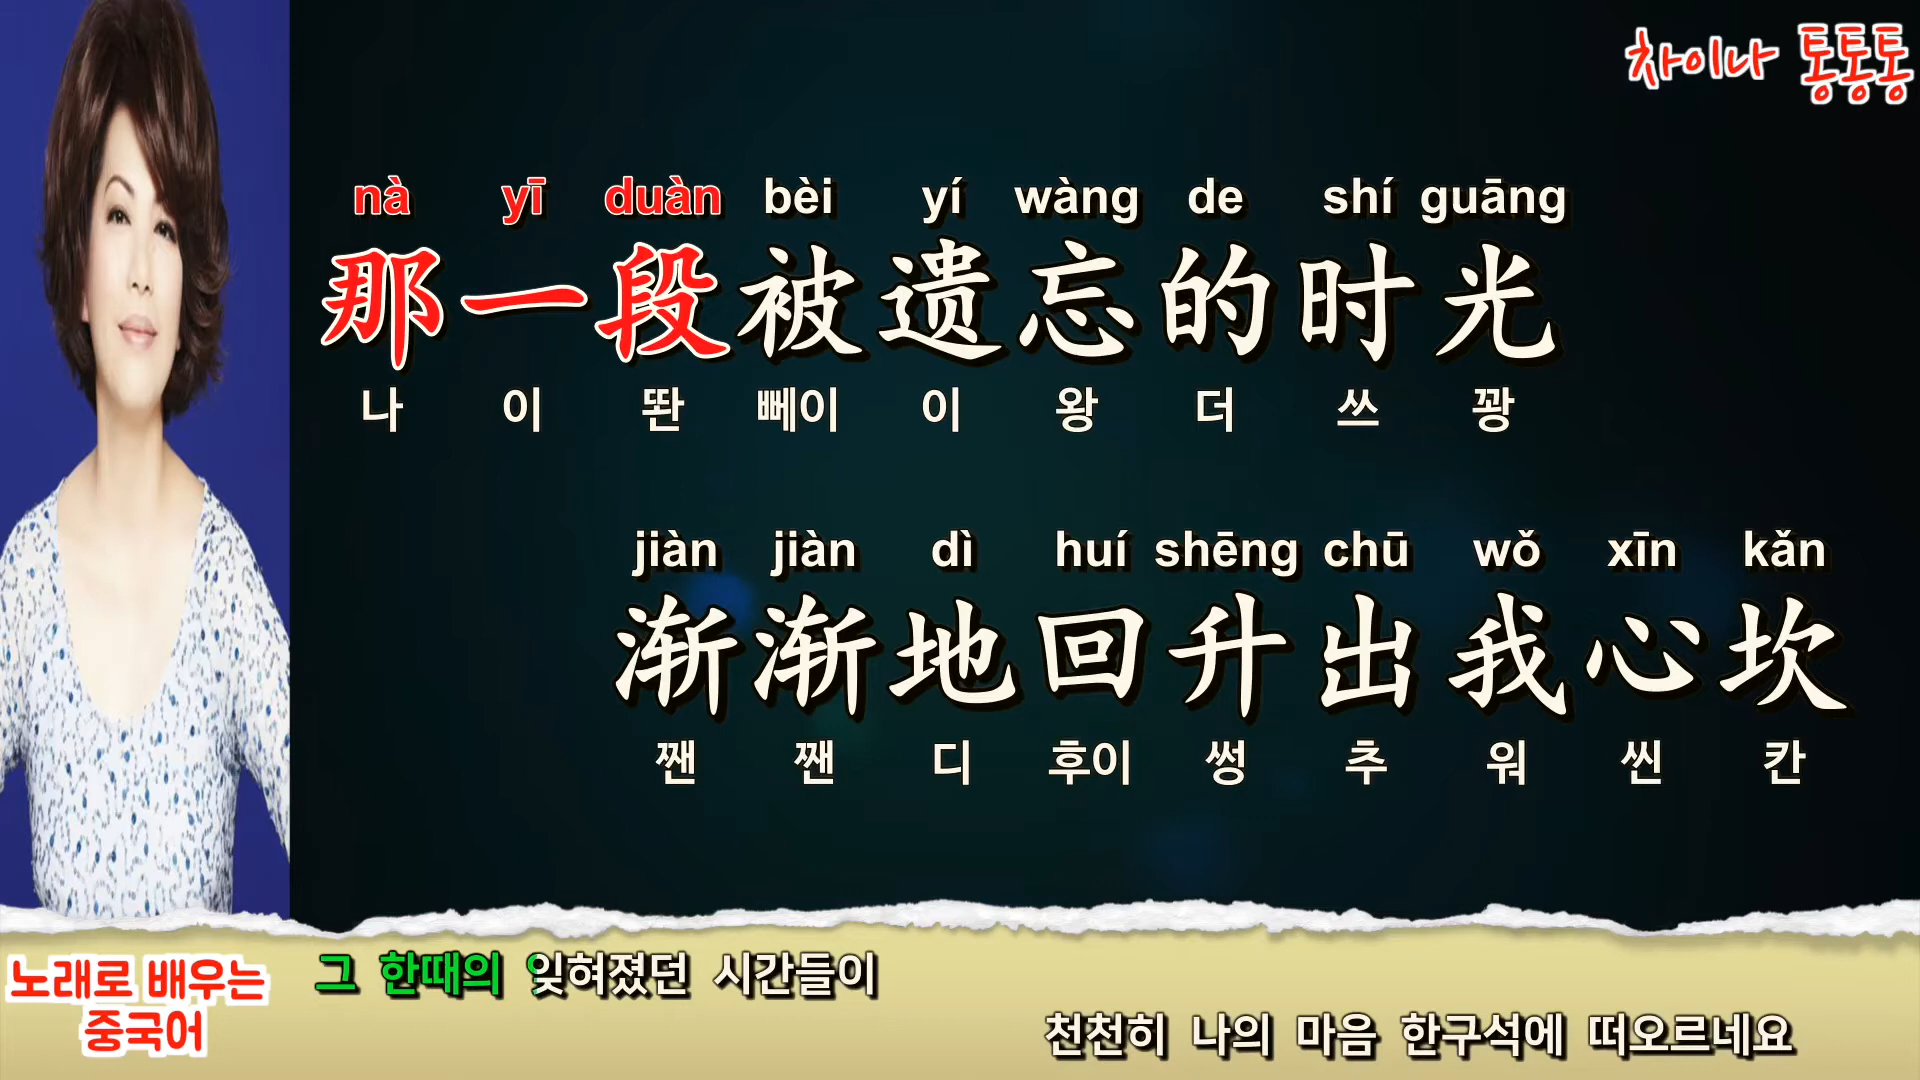 차이나 통통통
nà yī duàn bèi yí wàng de shí guāng
那一段被遗忘的时光
나 이 똰 뻬이 이 왕 더 쓰 꽝
jiàn jiàn dì huí shēng chū wǒ xīn kǎn
渐渐地回升出我心坎
쨴 쨴 디 후이 썽 추 워 씬 칸
노래로 배우는
중국어
그 한때의 잊혀졌던 시간들이
천천히 나의 마음 한구석에 떠오르네요